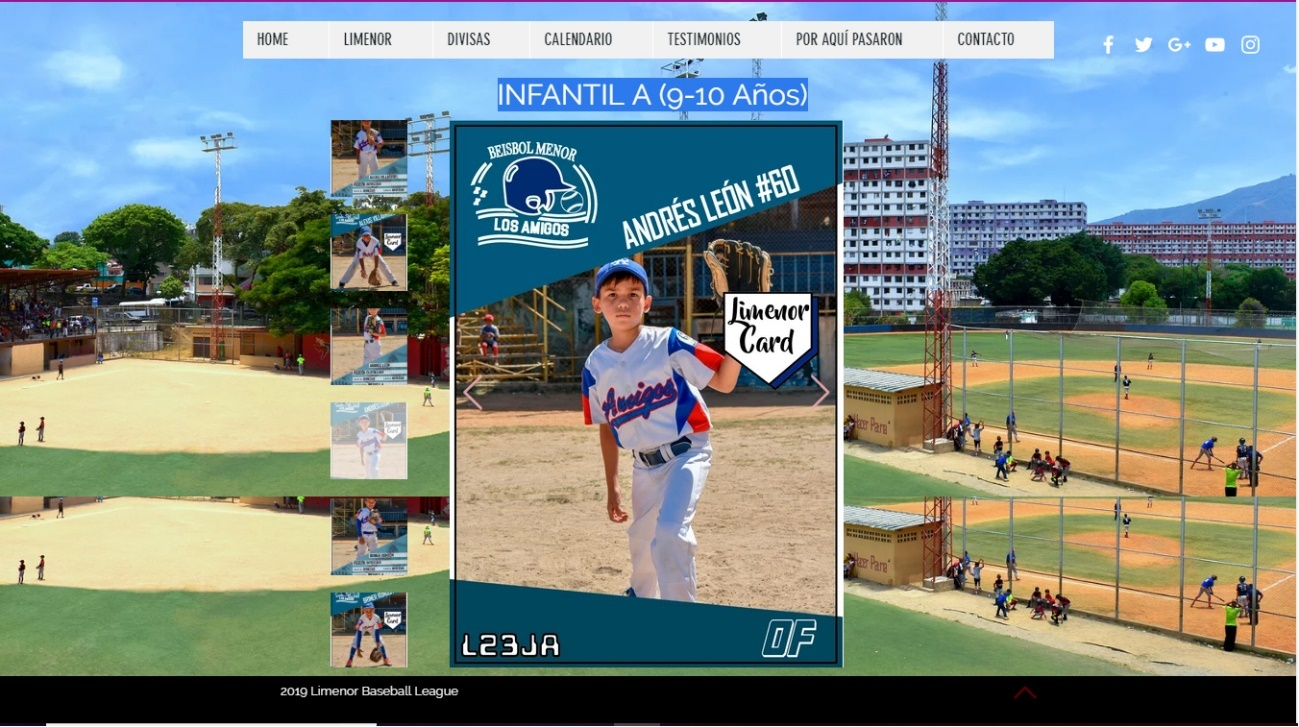 HOME LIMENOR DIVISAS CALENDARIO TESTIMONIOS POR AQUÍ PASARON CONTACTO
INFANTIL A (9-10 Años)
BEISBOL MENOR
LOS AMIGOS
ANDRÉS LEÓN #60
Limenor
Card
Amigos
L23JA
OF
2019 Limenor Baseball League